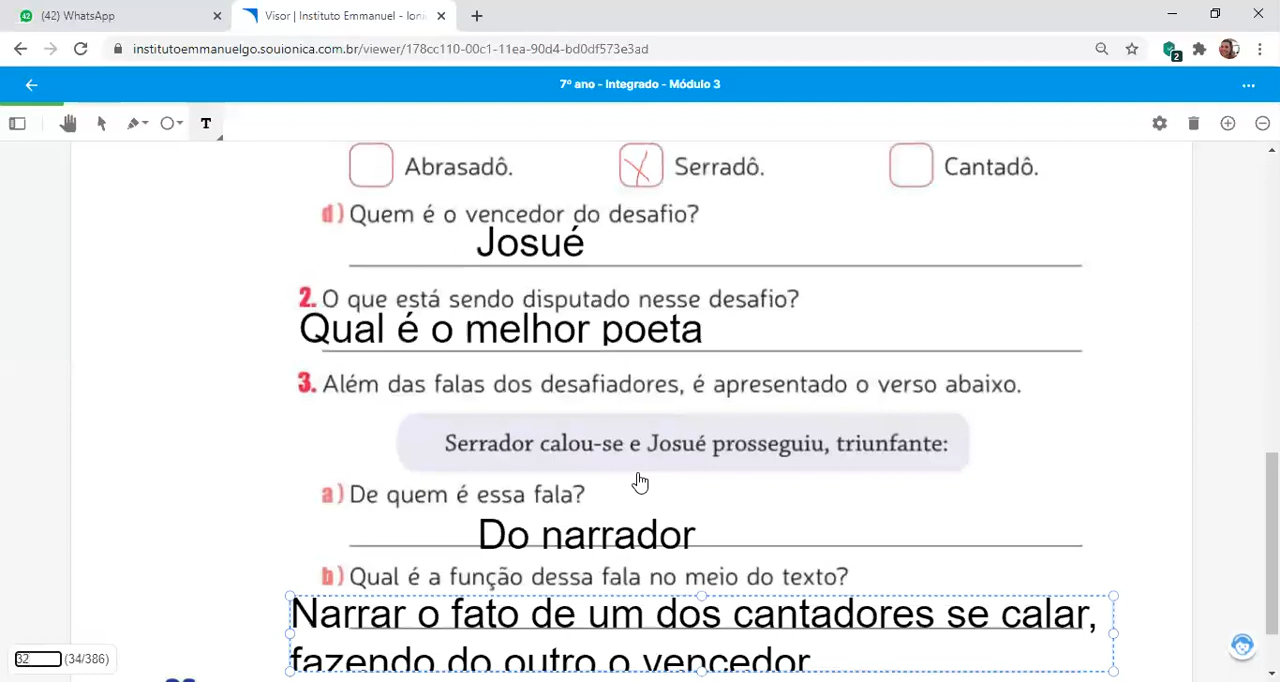 (42) WhatsApp
Visor | Instituto Emmanuel - Ioni
institutoemmanuelgo.souionica.com.br/viewer/178cc110-00c1-11ea-90d4-bd0df573e3ad
2
7º ano - Integrado - Módulo 3
T
Abrasadô. Serradô. Cantadô.
d) Quem é o vencedor do desafio?
Josué
2. O que está sendo disputado nesse desafio?
Qual é o melhor poeta
3. Além das falas dos desafiadores, é apresentado o verso abaixo.
Serrador calou-se e Josué prosseguiu, triunfante:
a) De quem é essa fala?
Do narrador
b) Qual é a função dessa fala no meio do texto?
Narrar o fato de um dos cantadores se calar,
fazendo do outro o vencedor
32 (34/386)